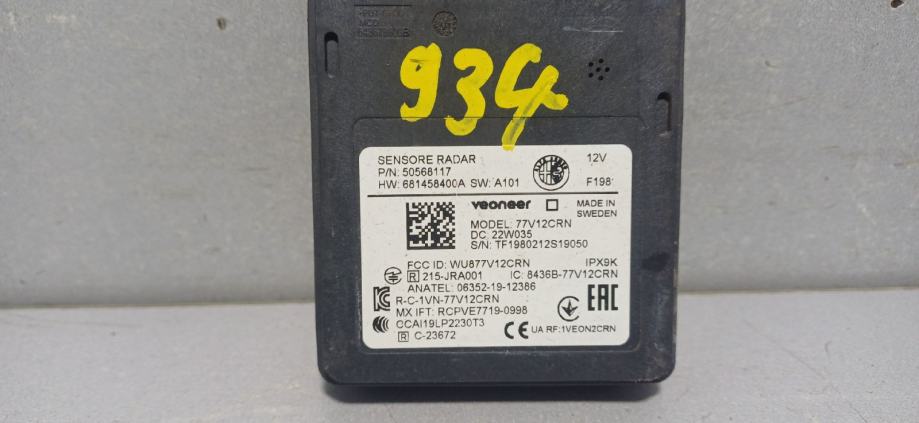 934
SENSORE RADAR 12V
P/N: 50568117
HW: 681458400A SW: A101 F198
veoneer MADE IN
SWEDEN
MODEL: 77V12CRN
DC: 22W035
S/N: TF1980212S19050
FCC ID: WU877V12CRN IPX9K
R 215-JRA001 IC: 8436B-77V12CRN
ANATEL: 06352-19-12386
R-C-1VN-77V12CRN
MX IFT: RCPVE7719-0998
CCAI19LP2230T3
R C-23672
CE UA RF:1VEON2CRN
EAC